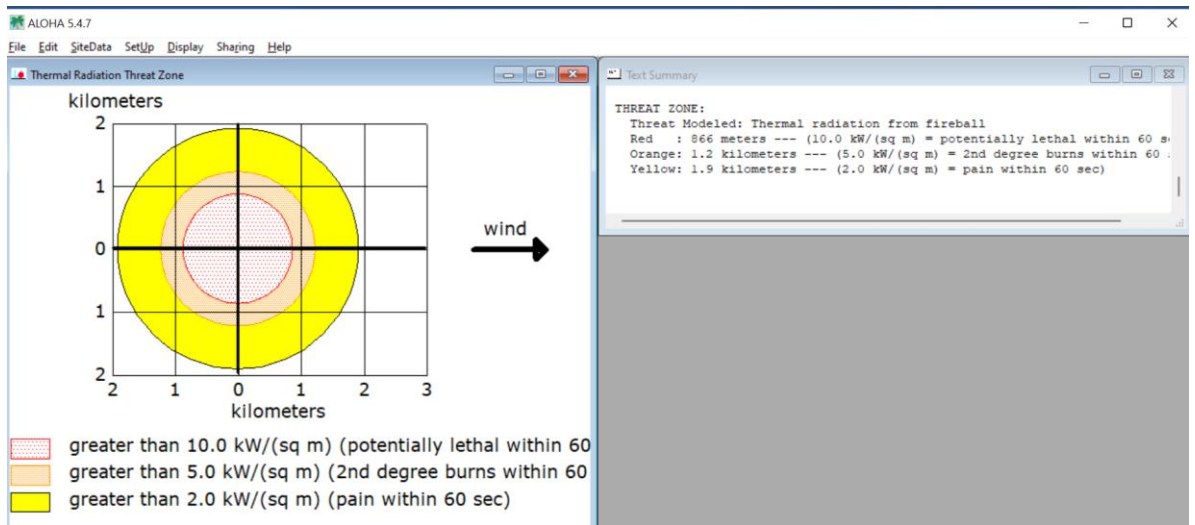 ALOHA 5.4.7
File Edit SiteData SetUp Display Sharing Help
Thermal Radiation Threat Zone
kilometers
2
1
0
1
2
2 1 0 1 2 3
kilometers
wind
greater than 10.0 kW/(sq m) (potentially lethal within 60
greater than 5.0 kW/(sq m) (2nd degree burns within 60
greater than 2.0 kW/(sq m) (pain within 60 sec)
Text Summary
THREAT ZONE:
Threat Modeled: Thermal radiation from fireball
Red : 866 meters --- (10.0 kW/(sq m) = potentially lethal within 60 s
Orange: 1.2 kilometers --- (5.0 kW/(sq m) = 2nd degree burns within 60
Yellow: 1.9 kilometers --- (2.0 kW/(sq m) = pain within 60 sec)